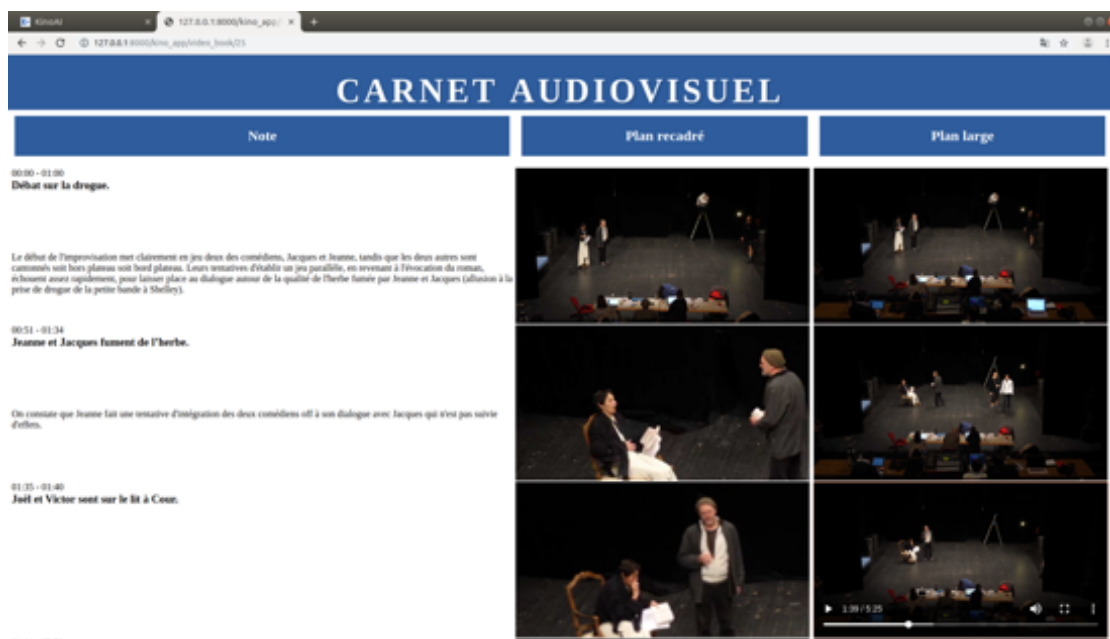 KinoAI
127.0.0.1:8000/kino_app/
127.0.0.1:8000/kino_app/video_book/25
CARNET AUDIOVISUEL
Note
Plan recadré
Plan large
00:00 - 01:00
Débat sur la drogue.
Le début de l'improvisation met clairement en jeu deux des comédiens, Jacques et Jeanne, tandis que les deux autres sont
cantonnés soit hors plateau soit bord plateau. Leurs tentatives d'établir un jeu parallèle, en revenant à l'évocation du roman,
échouent assez rapidement, pour laisser place au dialogue autour de la qualité de l'herbe fumée par Jeanne et Jacques (allusion à la
prise de drogue de la petite bande à Shelley).
00:51 - 01:34
Jeanne et Jacques fument de l'herbe.
On constate que Jeanne fait une tentative d'intégration des deux comédiens off à son dialogue avec Jacques qui n'est pas suivie
d'effets.
01:35 - 01:40
Joël et Victor sont sur le lit à Cour.
1:39 / 5:25